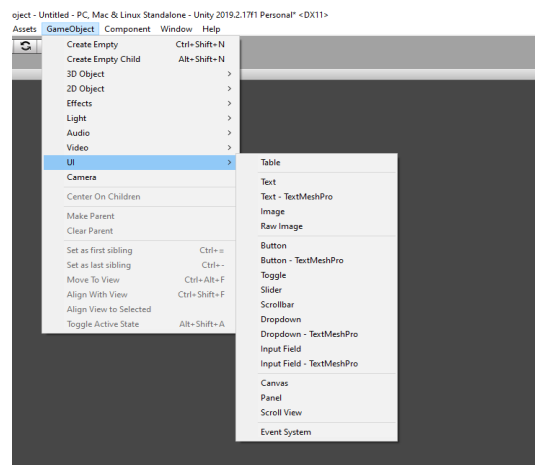 oject - Untitled - PC, Mac & Linux Standalone - Unity 2019.2.17f1 Personal* <DX11>
Assets GameObject Component Window Help
Create Empty Ctrl+Shift+N
Create Empty Child Alt+Shift+N
3D Object >
2D Object >
Effects >
Light >
Audio >
Video >
UI >
Camera
Center On Children
Make Parent
Clear Parent
Set as first sibling Ctrl+=
Set as last sibling Ctrl+-
Move To View Ctrl+Alt+F
Align With View Ctrl+Shift+F
Align View to Selected
Toggle Active State Alt+Shift+A
Table
Text
Text - TextMeshPro
Image
Raw Image
Button
Button - TextMeshPro
Toggle
Slider
Scrollbar
Dropdown
Dropdown - TextMeshPro
Input Field
Input Field - TextMeshPro
Canvas
Panel
Scroll View
Event System